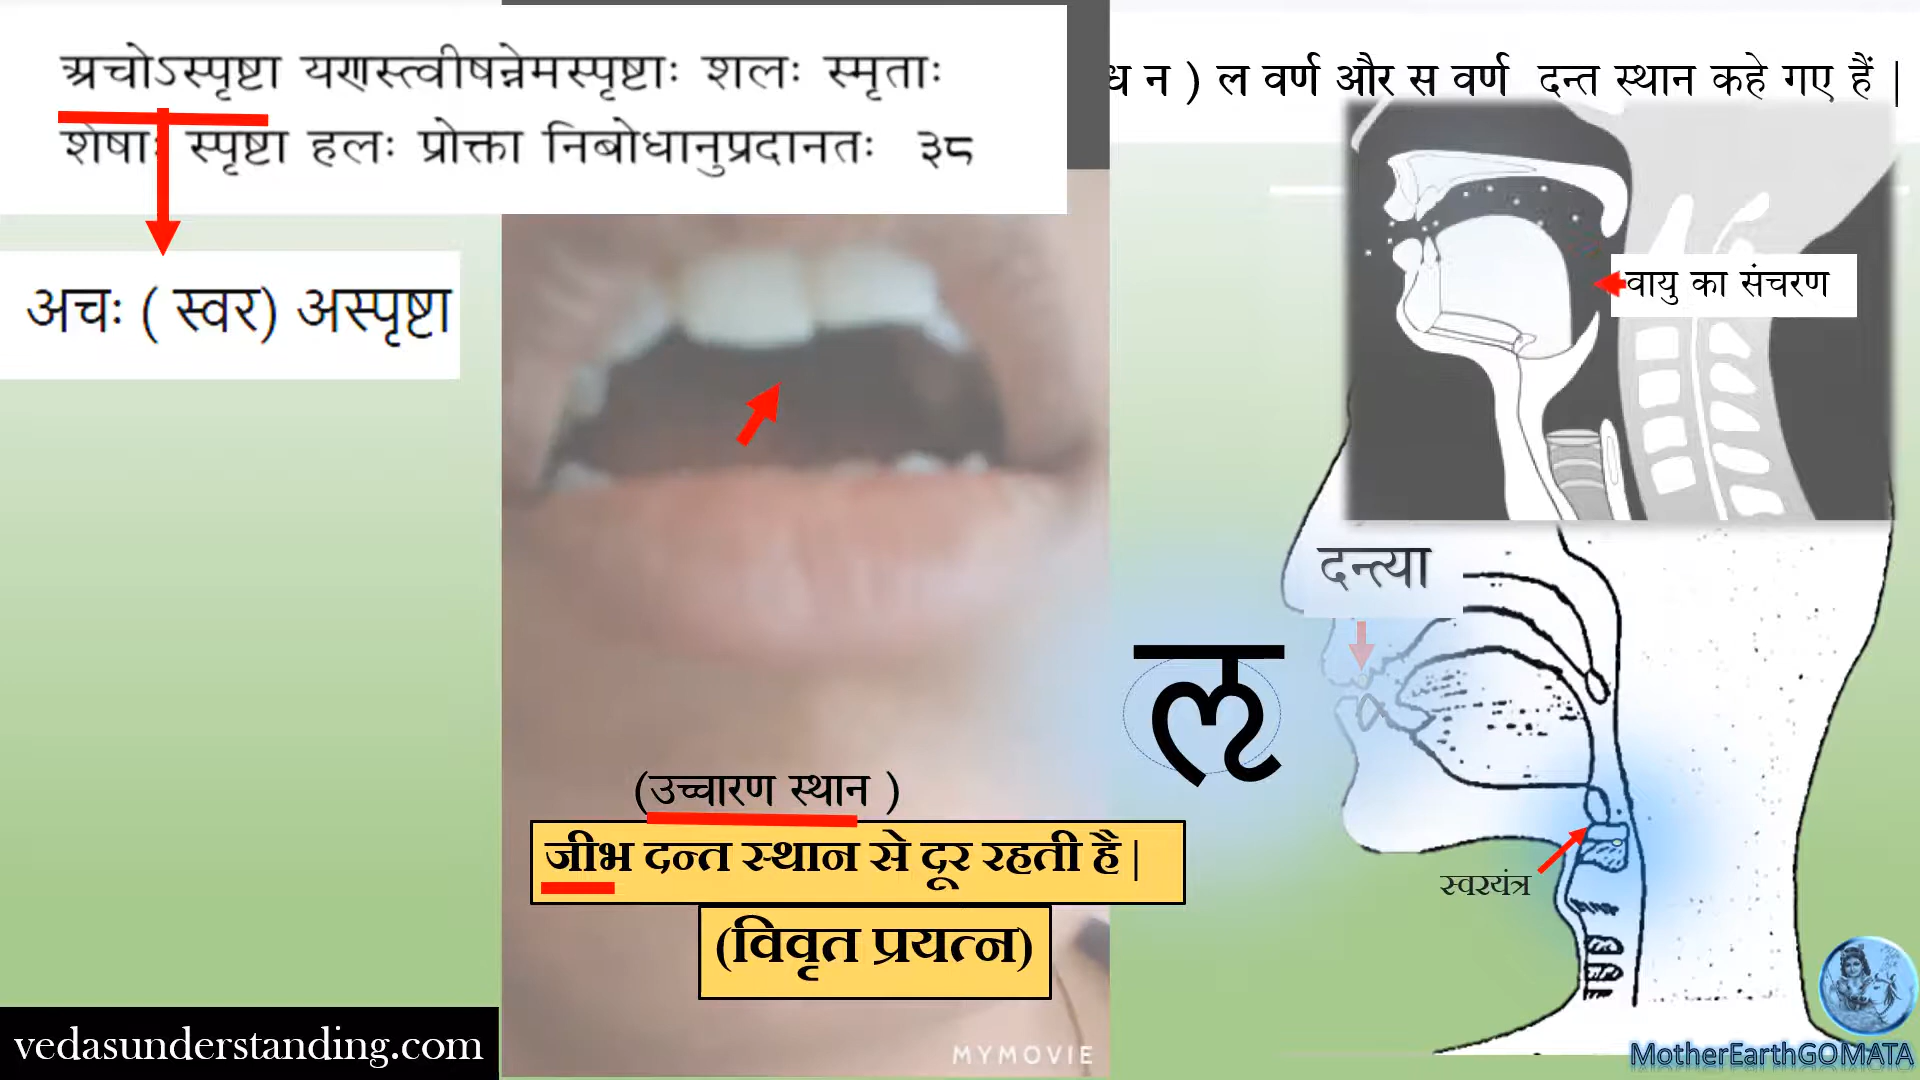 अचोऽस्पृष्टा यणस्त्वीषन्नेमस्पृष्टाः शलः स्मृताः
शेषाः स्पृष्टा हलः प्रोक्ता निबोधानुप्रदानतः ३८
ध न ) ल वर्ण और स वर्ण दन्त स्थान कहे गए हैं |
अचः ( स्वर) अस्पृष्टा
वायु का संचरण
दन्त्या
ऌ
(उच्चारण स्थान )
जीभ दन्त स्थान से दूर रहती है |
(विवृत प्रयत्न)
स्वरयंत्र
vedasunderstanding.com
MYMOVIE
MotherEarthGOMATA